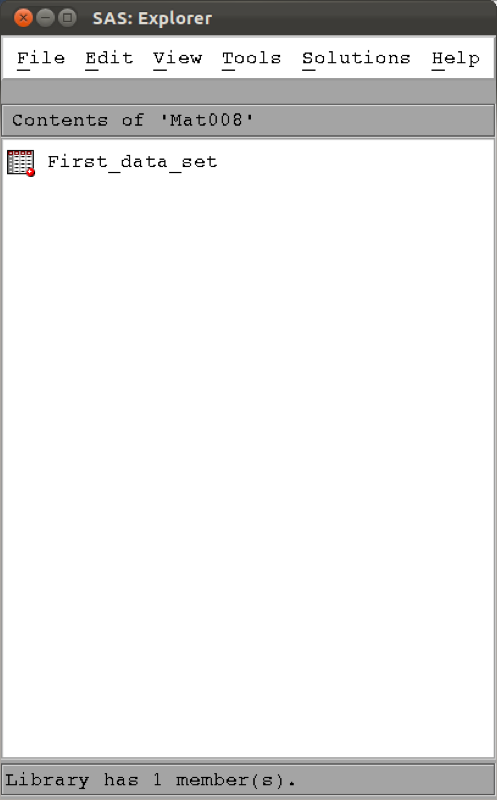 SAS: Explorer
File Edit View Tools Solutions Help
Contents of 'Mat008'
First_data_set
Library has 1 member(s).